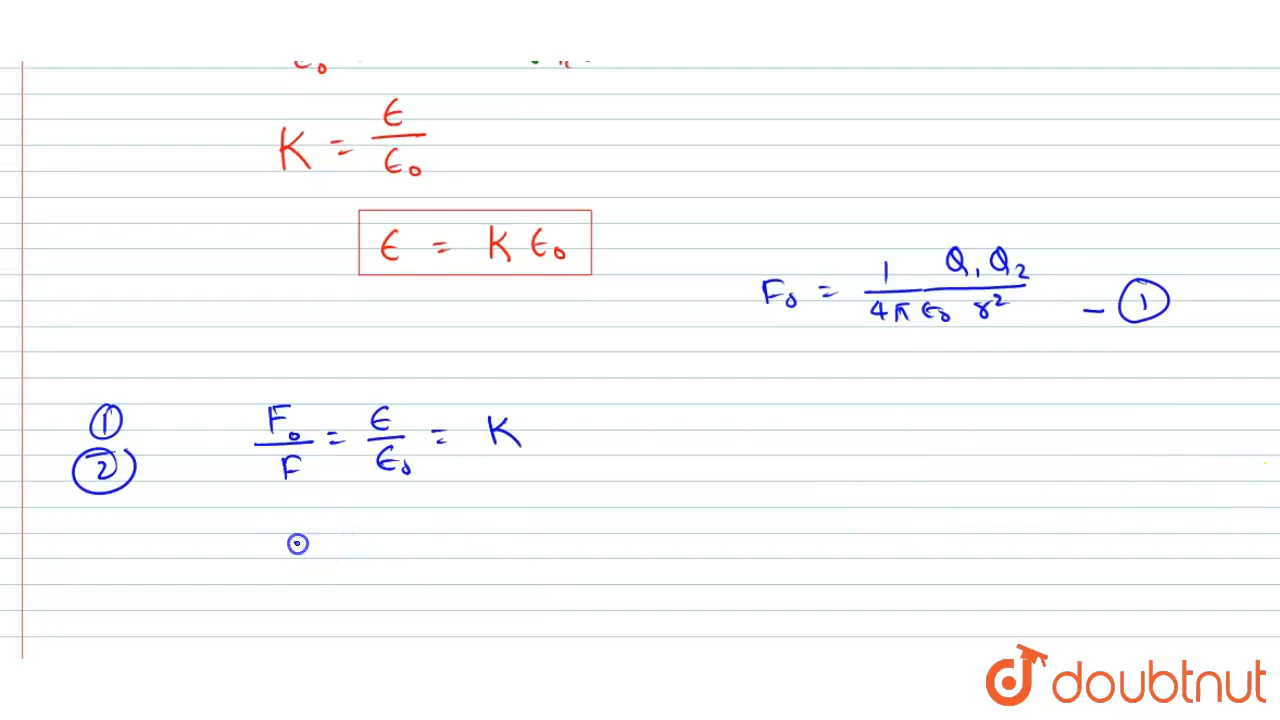 K = ϵ/ϵ₀
ϵ = K ϵ₀
F₀ = 1/4πϵ₀ Q₁Q₂/r² - ①
①/② F₀/F = ϵ/ϵ₀ = K
doubtnut